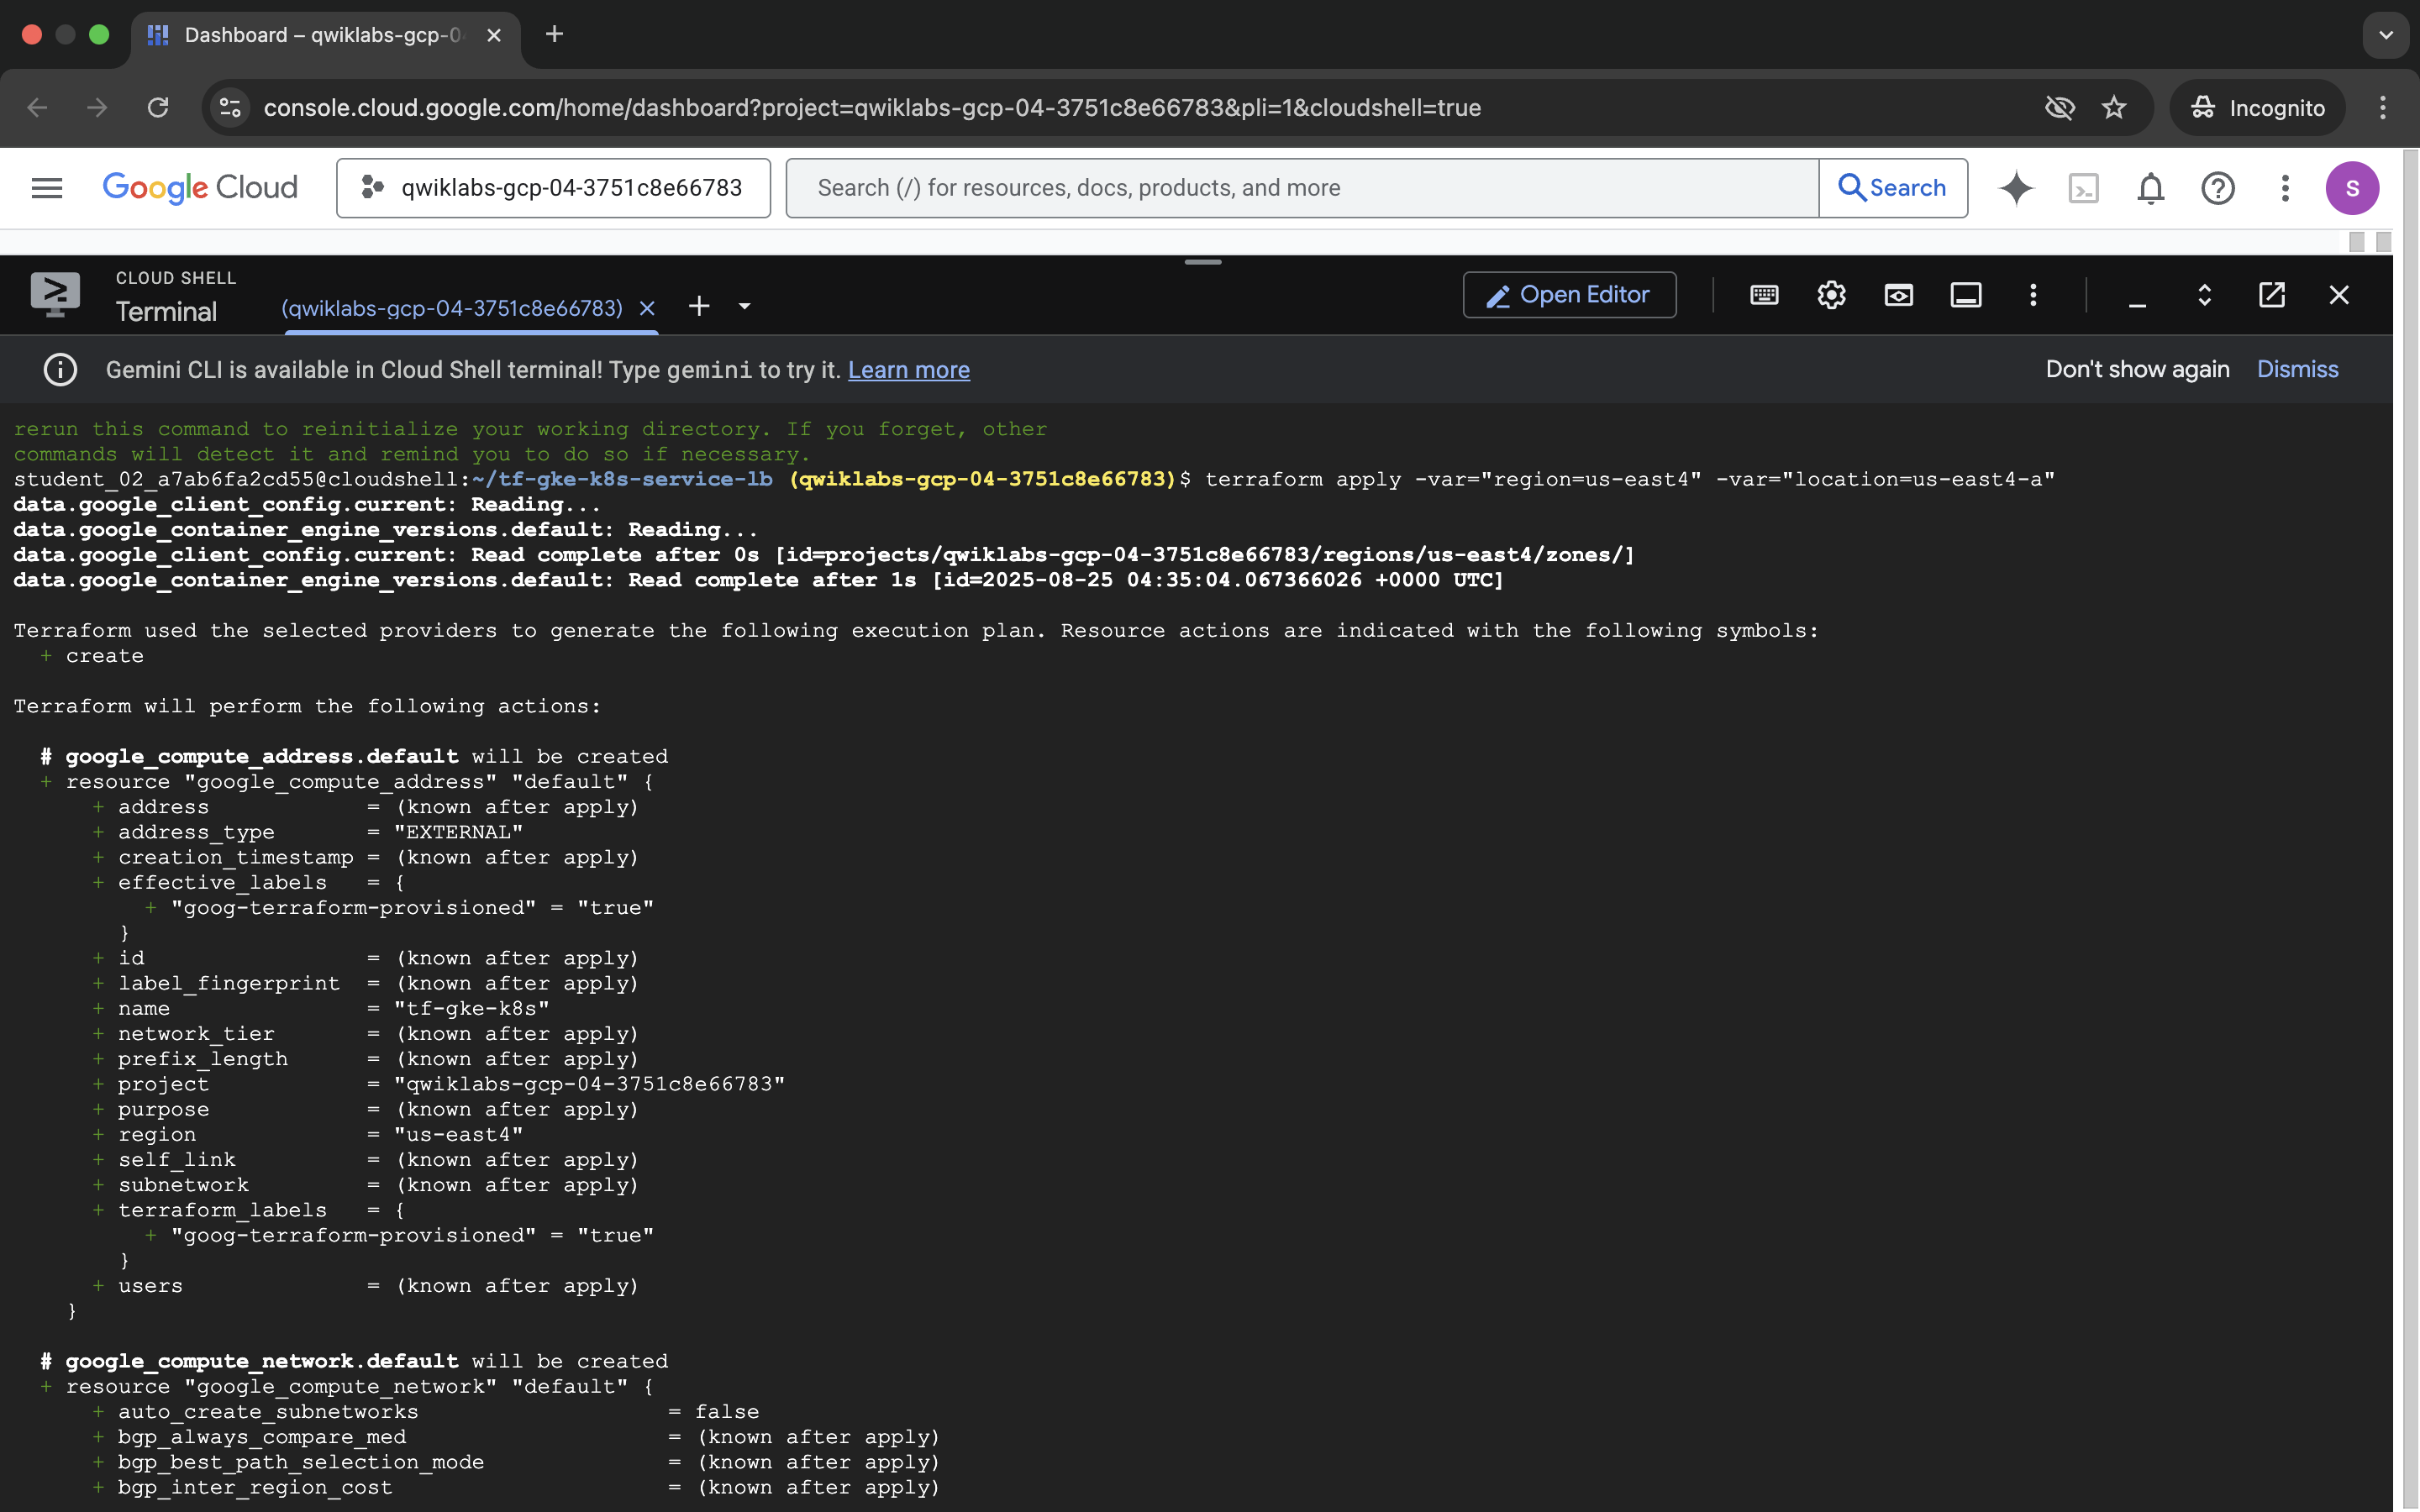 Dashboard – qwiklabs-gcp-0
console.cloud.google.com/home/dashboard?project=qwiklabs-gcp-04-3751c8e66783&pli=1&cloudshell=true
Incognito
Google Cloud
qwiklabs-gcp-04-3751c8e66783
Search (/) for resources, docs, products, and more
Search
S
CLOUD SHELL
Terminal
(qwiklabs-gcp-04-3751c8e66783)
Open Editor
Gemini CLI is available in Cloud Shell terminal! Type gemini to try it. Learn more
Don't show again
Dismiss
rerun this command to reinitialize your working directory. If you forget, other
commands will detect it and remind you to do so if necessary.
student_02_a7ab6fa2cd55@cloudshell:~/tf-gke-k8s-service-lb (qwiklabs-gcp-04-3751c8e66783)$ terraform apply -var="region=us-east4" -var="location=us-east4-a"
data.google_client_config.current: Reading...
data.google_container_engine_versions.default: Reading...
data.google_client_config.current: Read complete after 0s [id=projects/qwiklabs-gcp-04-3751c8e66783/regions/us-east4/zones/]
data.google_container_engine_versions.default: Read complete after 1s [id=2025-08-25 04:35:04.067366026 +0000 UTC]
Terraform used the selected providers to generate the following execution plan. Resource actions are indicated with the following symbols:
+ create
Terraform will perform the following actions:
# google_compute_address.default will be created
+ resource "google_compute_address" "default" {
+ address = (known after apply)
+ address_type = "EXTERNAL"
+ creation_timestamp = (known after apply)
+ effective_labels = {
+ "goog-terraform-provisioned" = "true"
}
+ id = (known after apply)
+ label_fingerprint = (known after apply)
+ name = "tf-gke-k8s"
+ network_tier = (known after apply)
+ prefix_length = (known after apply)
+ project = "qwiklabs-gcp-04-3751c8e66783"
+ purpose = (known after apply)
+ region = "us-east4"
+ self_link = (known after apply)
+ subnetwork = (known after apply)
+ terraform_labels = {
+ "goog-terraform-provisioned" = "true"
}
+ users = (known after apply)
}
# google_compute_network.default will be created
+ resource "google_compute_network" "default" {
+ auto_create_subnetworks = false
+ bgp_always_compare_med = (known after apply)
+ bgp_best_path_selection_mode = (known after apply)
+ bgp_inter_region_cost = (known after apply)